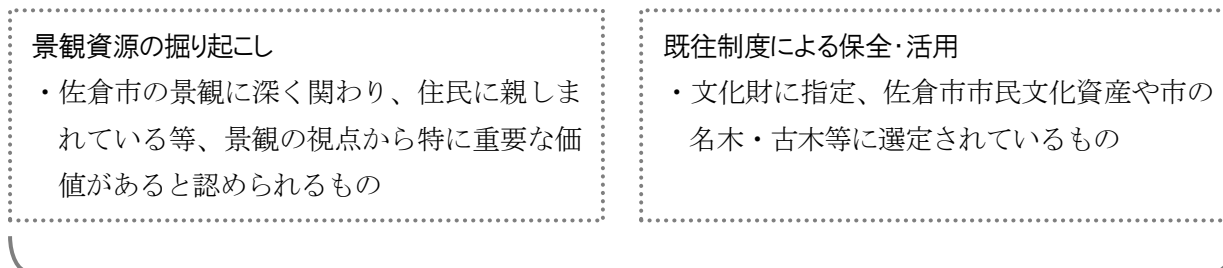 景観資源の掘り起こし
・佐倉市の景観に深く関わり、住民に親しま
れている等、景観の視点から特に重要な価
値があると認められるもの
既往制度による保全・活用
・文化財に指定、佐倉市市民文化資産や市の
名木・古木等に選定されているもの